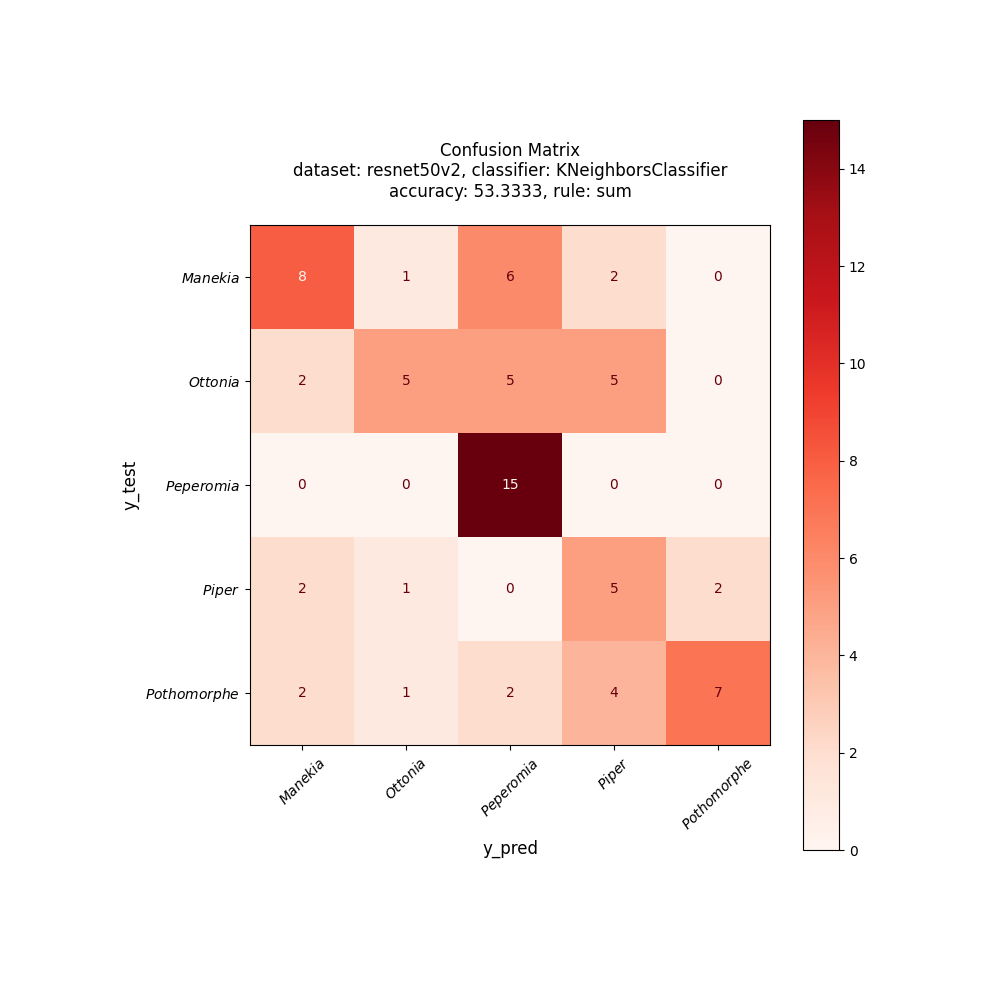 Confusion Matrix
dataset: resnet50v2, classifier: KNeighborsClassifier
accuracy: 53.3333, rule: sum
y_test
Manekia 8 1 6 2 0
Ottonia 2 5 5 5 0
Peperomia 0 0 15 0 0
Piper 2 1 0 5 2
Pothomorphe 2 1 2 4 7
Manekia Ottonia Peperomia Piper Pothomorphe
y_pred
14
12
10
8
6
4
2
0